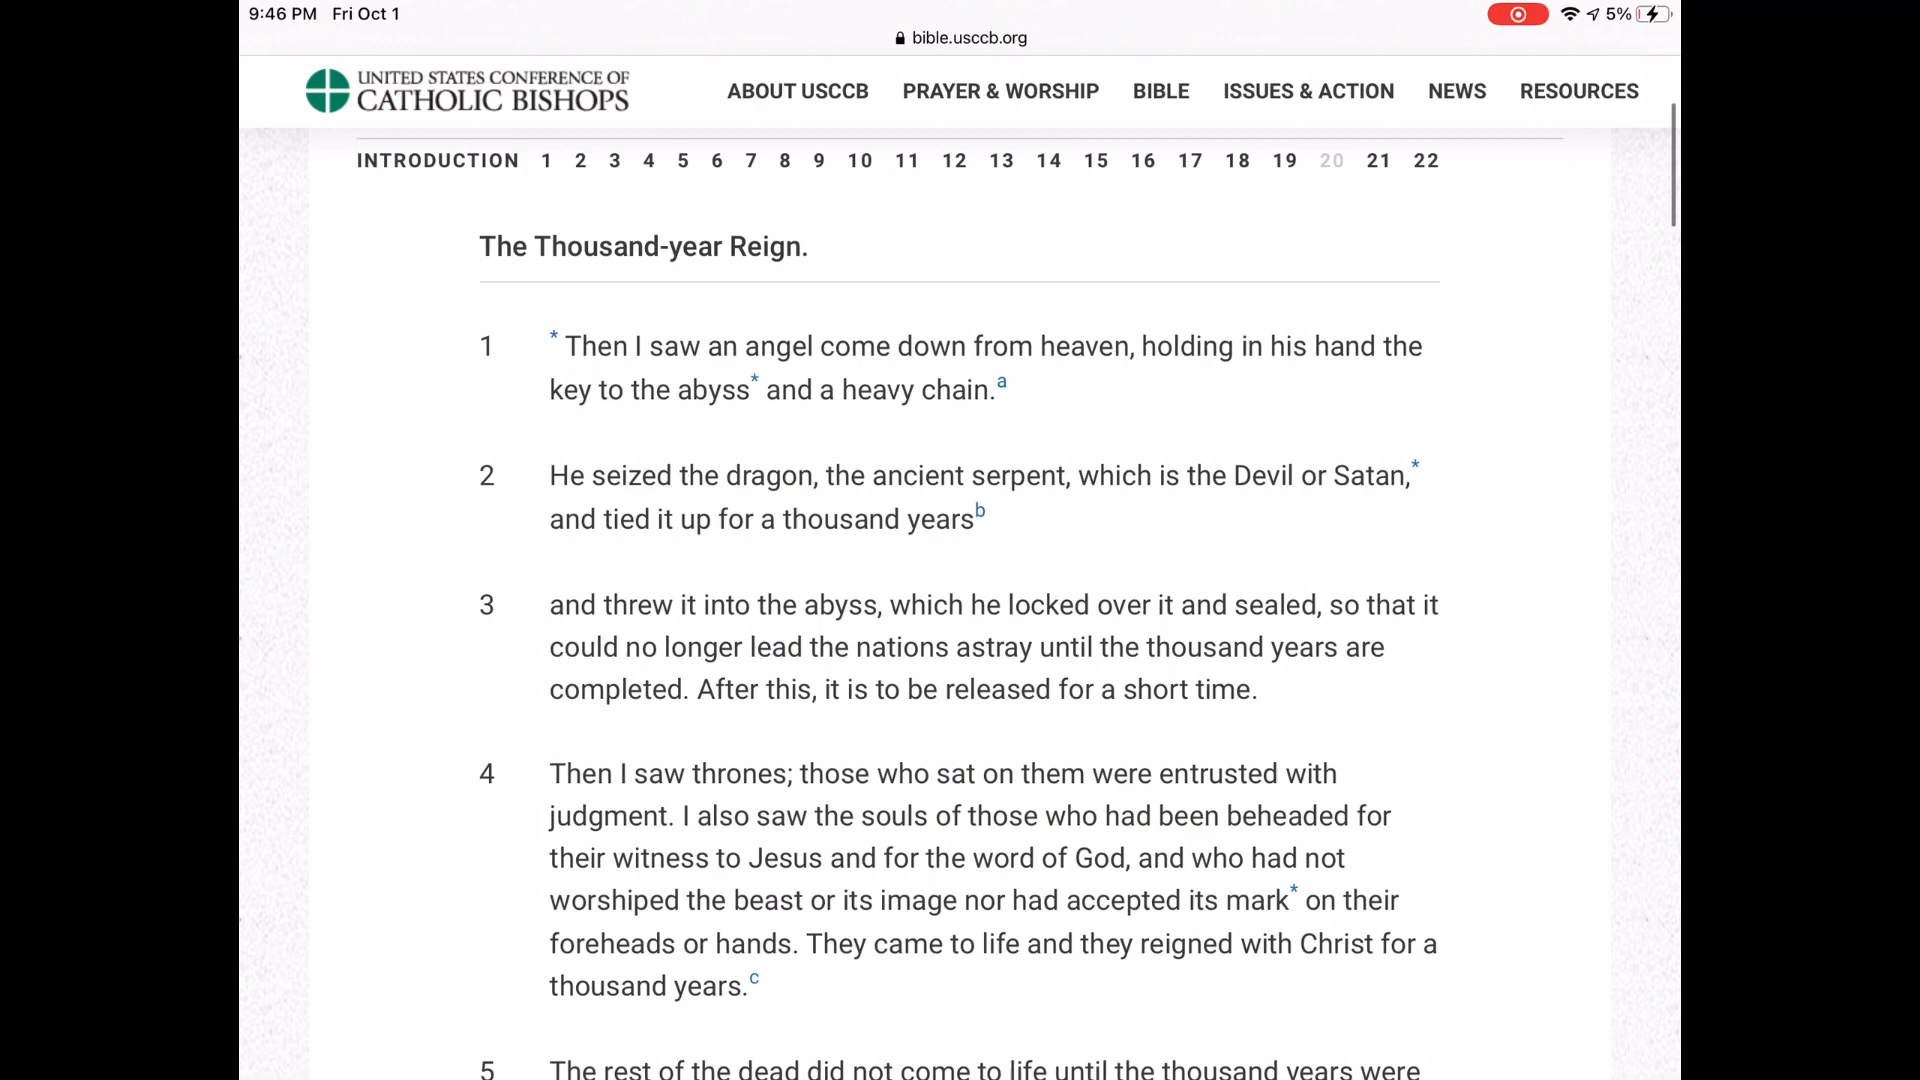 9:46 PM Fri Oct 1
5%
bible.usccb.org
UNITED STATES CONFERENCE OF
CATHOLIC BISHOPS
ABOUT USCCB PRAYER & WORSHIP BIBLE ISSUES & ACTION NEWS RESOURCES
INTRODUCTION 1 2 3 4 5 6 7 8 9 10 11 12 13 14 15 16 17 18 19 20 21 22
The Thousand-year Reign.
1 * Then I saw an angel come down from heaven, holding in his hand the
key to the abyss* and a heavy chain.a
2 He seized the dragon, the ancient serpent, which is the Devil or Satan,*
and tied it up for a thousand yearsb
3 and threw it into the abyss, which he locked over it and sealed, so that it
could no longer lead the nations astray until the thousand years are
completed. After this, it is to be released for a short time.
4 Then I saw thrones; those who sat on them were entrusted with
judgment. I also saw the souls of those who had been beheaded for
their witness to Jesus and for the word of God, and who had not
worshiped the beast or its image nor had accepted its mark* on their
foreheads or hands. They came to life and they reigned with Christ for a
thousand years.c
5 The rest of the dead did not come to life until the thousand years were